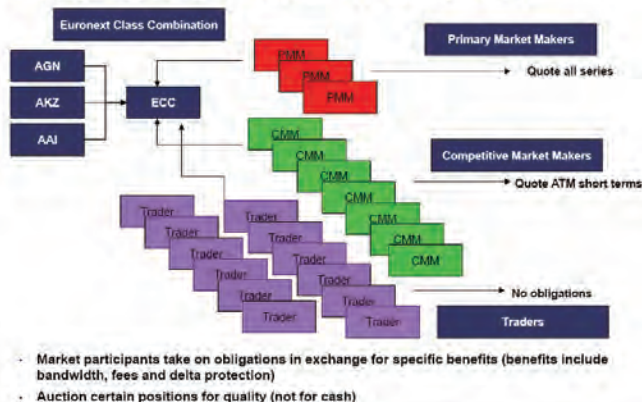 Euronext Class Combination
Primary Market Makers
AGN
AKZ
AAI
ECC
PMM
PMM
PMM
Quote all series
CMM
CMM
CMM
CMM
CMM
CMM
CMM
Competitive Market Makers
Quote ATM short terms
Trader
Trader
Trader
Trader
Trader
Trader
Trader
Trader
Trader
Trader
Trader
Trader
No obligations
Traders
- Market participants take on obligations in exchange for specific benefits (benefits include
bandwidth, fees and delta protection)
- Auction certain positions for quality (not for cash)